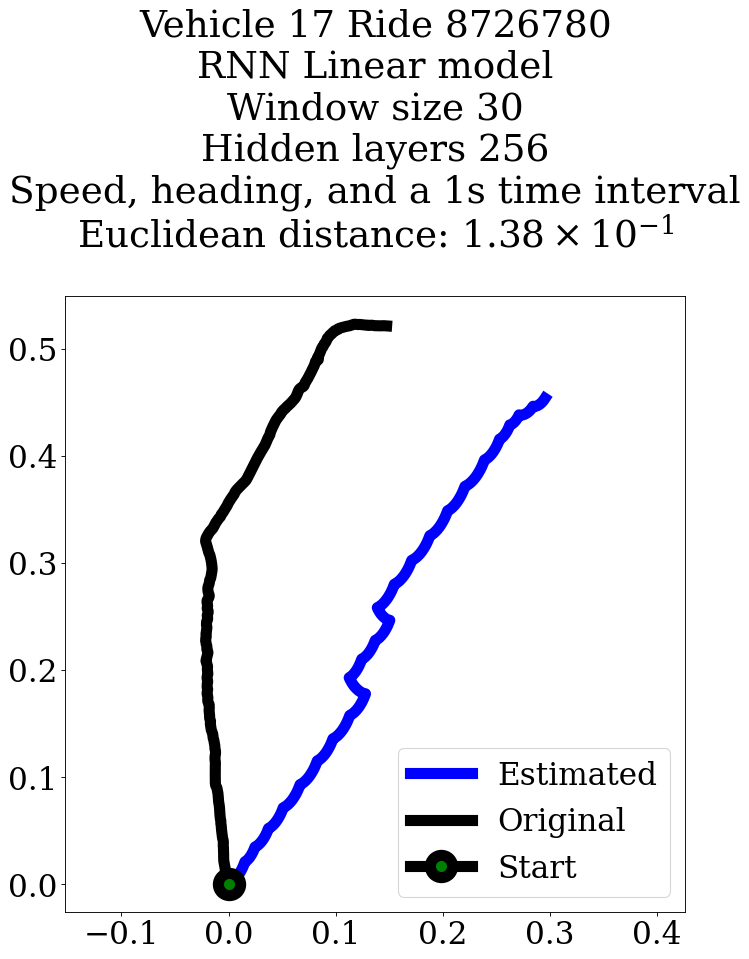 Vehicle 17 Ride 8726780
RNN Linear model
Window size 30
Hidden layers 256
Speed, heading, and a 1s time interval
Euclidean distance: 1.38 × 10⁻¹
0.5
0.4
0.3
0.2
0.1
0.0
Estimated
Original
Start
−0.1 0.0 0.1 0.2 0.3 0.4